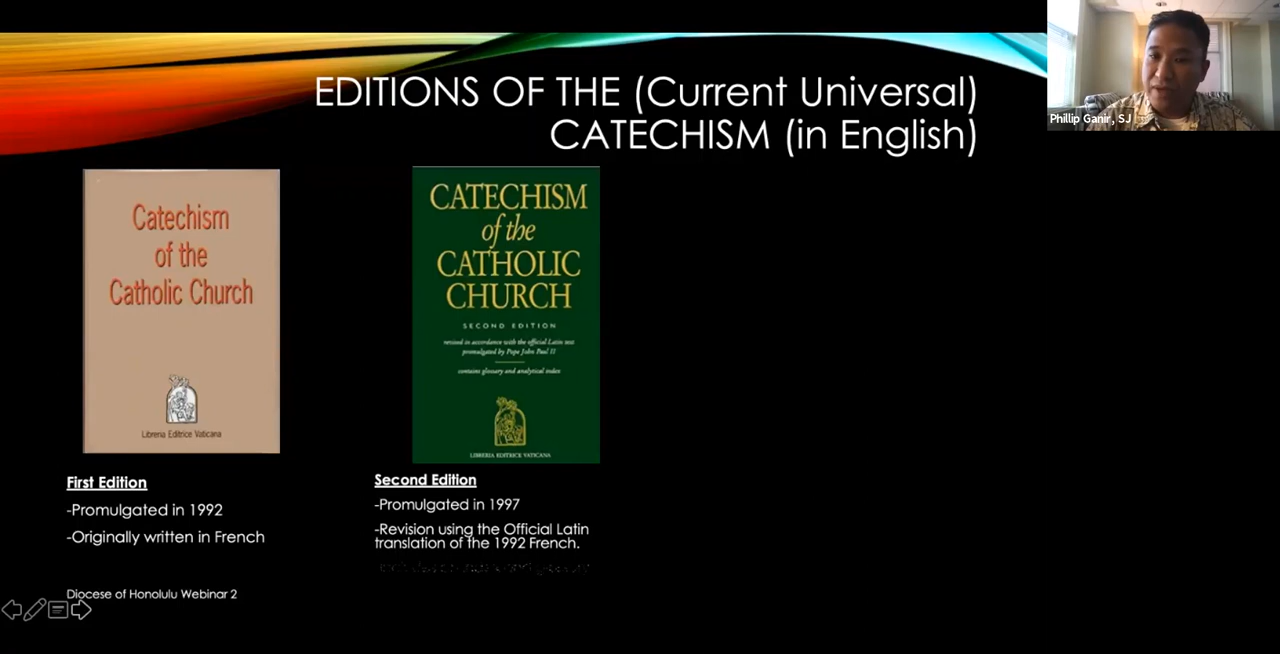 EDITIONS OF THE (Current Universal)
CATECHISM (in English)
Phillip Ganir, SJ
Catechism
of the
Catholic Church
Libreria Editrice Vaticana
First Edition
-Promulgated in 1992
-Originally written in French
CATECHISM
of the
CATHOLIC
CHURCH
SECOND EDITION
revised in accordance with the official Latin text
promulgated by Pope John Paul II
contains glossary and analytical index
LIBRERIA EDITRICE VATICANA
Second Edition
-Promulgated in 1997
-Revision using the Official Latin
translation of the 1992 French.
Diocese of Honolulu Webinar 2